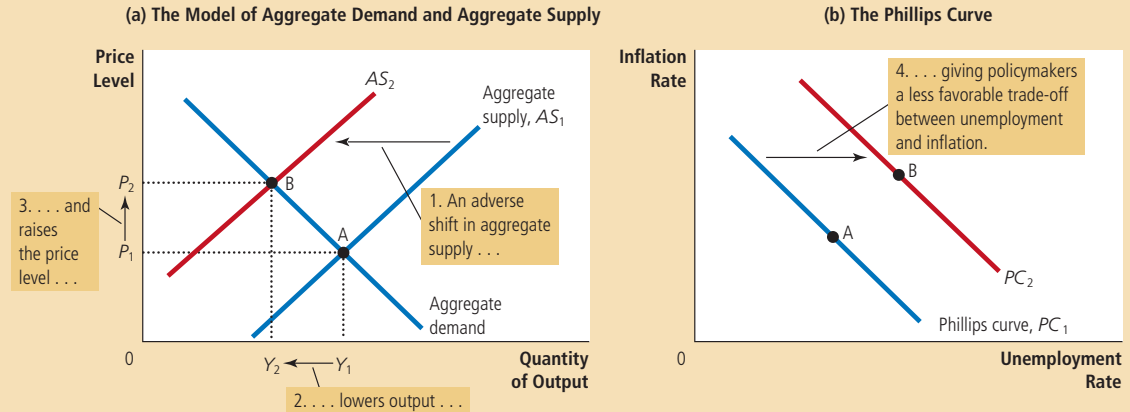 (a) The Model of Aggregate Demand and Aggregate Supply
Price
Level
AS2
Aggregate
supply, AS1
P2
B
3. . . . and
raises
the price
level . . .
1. An adverse
shift in aggregate
supply . . .
A
P1
Aggregate
demand
0
Y2
Y1
Quantity
of Output
2. . . . lowers output . . .
(b) The Phillips Curve
Inflation
Rate
4. . . . giving policymakers
a less favorable trade-off
between unemployment
and inflation.
B
A
PC2
Phillips curve, PC1
0
Unemployment
Rate